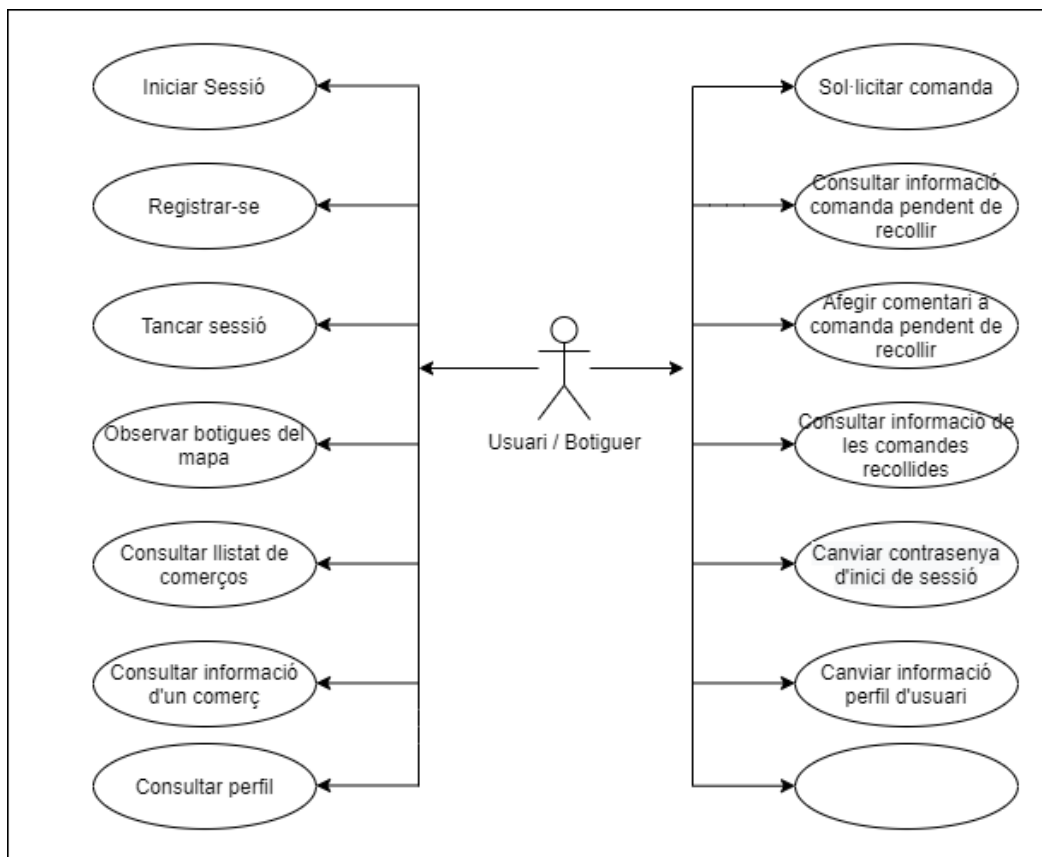 Iniciar Sessió
Registrar-se
Tancar sessió
Observar botigues del
mapa
Consultar llistat de
comerços
Consultar informació
d'un comerç
Consultar perfil
Usuari / Botiguer
Sol·licitar comanda
Consultar informació
comanda pendent de
recollir
Afegir comentari a
comanda pendent de
recollir
Consultar informació de
les comandes
recollides
Canviar contrasenya
d'inici de sessió
Canviar informació
perfil d'usuari